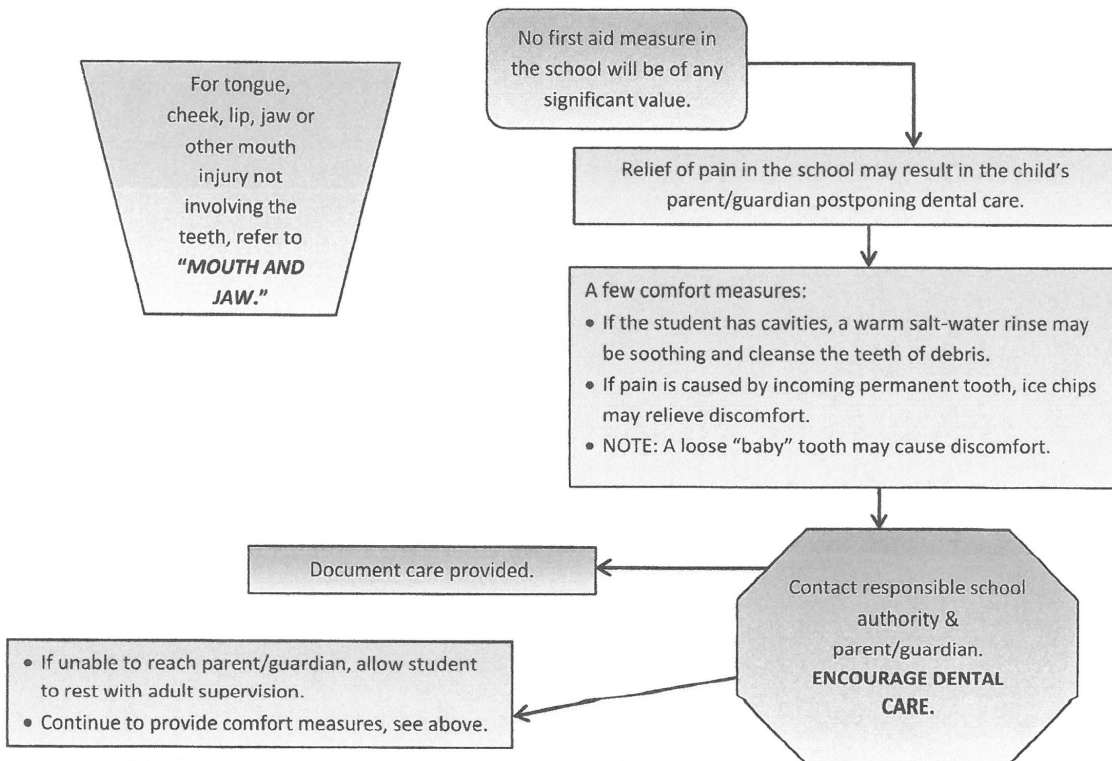 For tongue,
cheek, lip, jaw or
other mouth
injury not
involving the
teeth, refer to
“MOUTH AND
JAW.”
No first aid measure in
the school will be of any
significant value.
Relief of pain in the school may result in the child’s
parent/guardian postponing dental care.
A few comfort measures:
• If the student has cavities, a warm salt-water rinse may
be soothing and cleanse the teeth of debris.
• If pain is caused by incoming permanent tooth, ice chips
may relieve discomfort.
• NOTE: A loose “baby” tooth may cause discomfort.
Contact responsible school
authority &
parent/guardian.
ENCOURAGE DENTAL
CARE.
Document care provided.
• If unable to reach parent/guardian, allow student
to rest with adult supervision.
• Continue to provide comfort measures, see above.